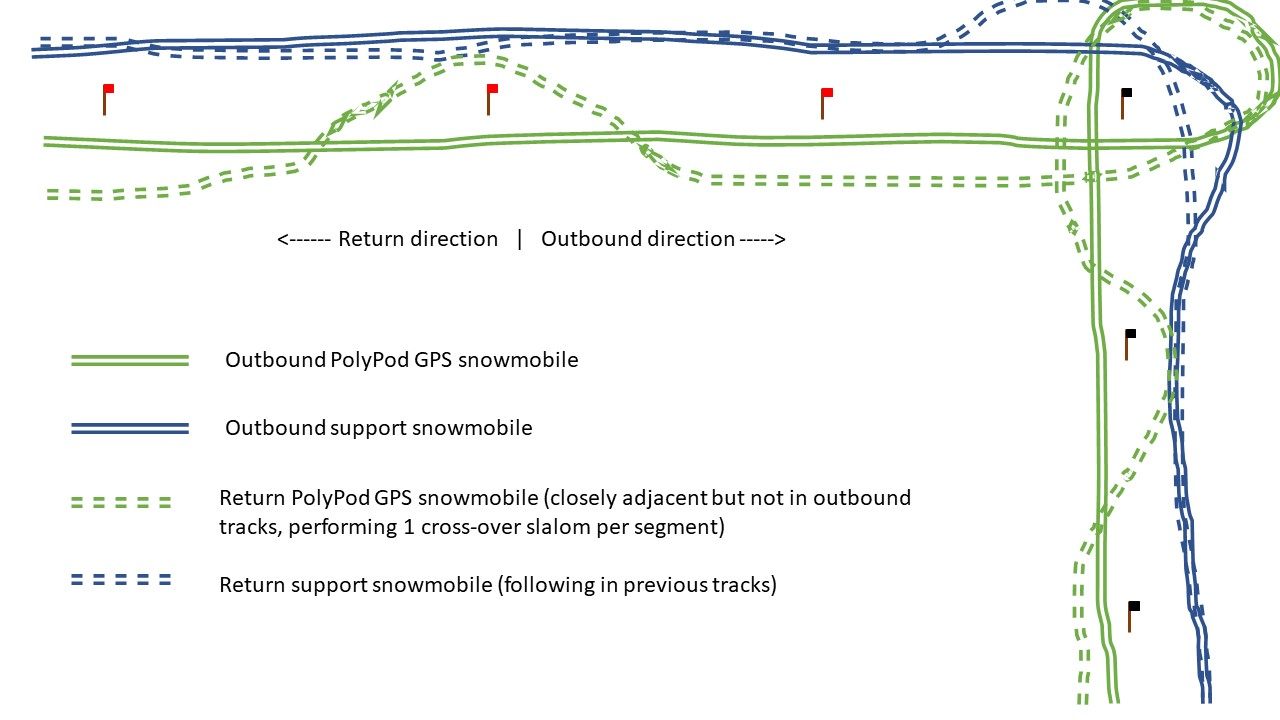 <------ Return direction | Outbound direction ----->
Outbound PolyPod GPS snowmobile
Outbound support snowmobile
Return PolyPod GPS snowmobile (closely adjacent but not in outbound
tracks, performing 1 cross-over slalom per segment)
Return support snowmobile (following in previous tracks)